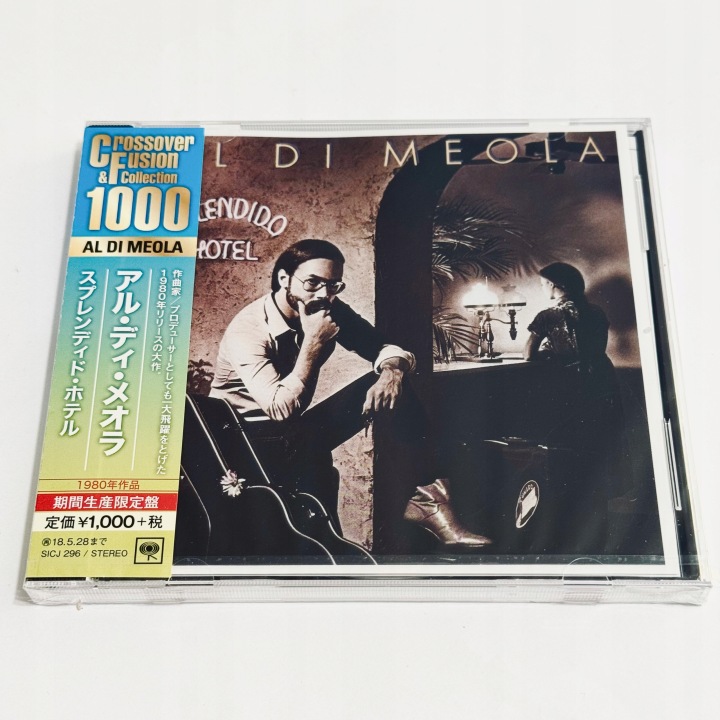 Crossover
Fusion
& Collection
1000
AL DI MEOLA
作曲家／プロデューサーとしても一大飛躍をとげた
1980年リリースの大作。
アル・ディ・メオラ
スプレンディド・ホテル
1980年作品
期間生産限定盤
定価¥1,000+税
18.5.28まで
SICJ 296 / STEREO
L DI MEOLA
LENDIDO
HOTEL